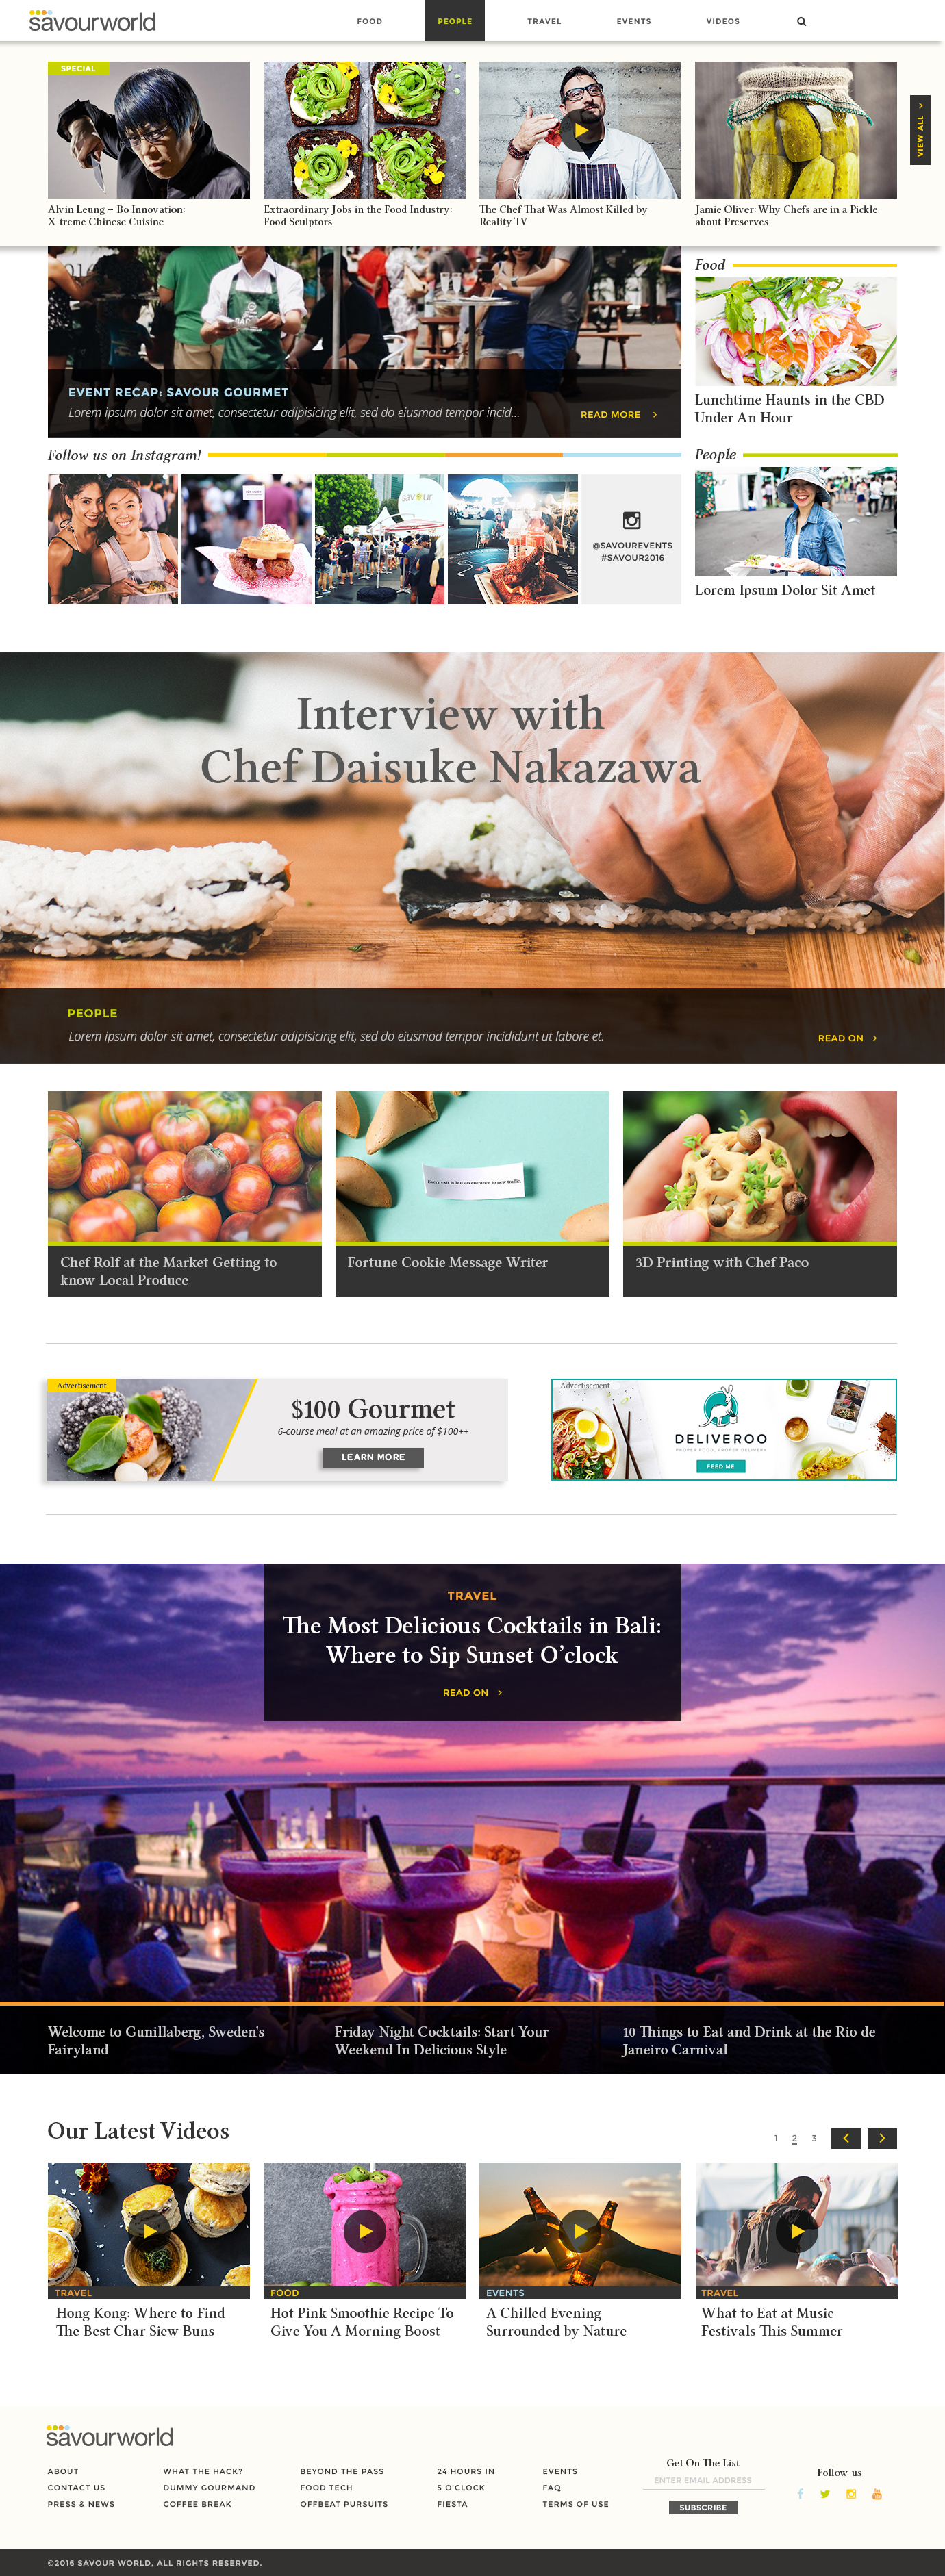 savourworld
FOOD
PEOPLE
TRAVEL
EVENTS
VIDEOS
SPECIAL
VIEW ALL
Alvin Leung – Bo Innovation:
X-treme Chinese Cuisine
Extraordinary Jobs in the Food Industry:
Food Sculptors
The Chef That Was Almost Killed by
Reality TV
Jamie Oliver: Why Chefs are in a Pickle
about Preserves
EVENT RECAP: SAVOUR GOURMET
Lorem ipsum dolor sit amet, consectetur adipisicing elit, sed do eiusmod tempor incid...
READ MORE
Food
Lunchtime Haunts in the CBD
Under An Hour
Follow us on Instagram!
savour
@SAVOUREVENTS
#SAVOUR2016
People
Lorem Ipsum Dolor Sit Amet
Interview with
Chef Daisuke Nakazawa
PEOPLE
Lorem ipsum dolor sit amet, consectetur adipisicing elit, sed do eiusmod tempor incididunt ut labore et.
READ ON
Every exit is but an entrance to new traffic.
Chef Rolf at the Market Getting to
know Local Produce
Fortune Cookie Message Writer
3D Printing with Chef Paco
Advertisement
$100 Gourmet
6-course meal at an amazing price of $100++
LEARN MORE
Advertisement
DELIVEROO
PROPER FOOD, PROPER DELIVERY
FEED ME
TRAVEL
The Most Delicious Cocktails in Bali:
Where to Sip Sunset O'clock
READ ON
Welcome to Gunillaberg, Sweden's
Fairyland
Friday Night Cocktails: Start Your
Weekend In Delicious Style
10 Things to Eat and Drink at the Rio de
Janeiro Carnival
Our Latest Videos
1 2 3
TRAVEL
Hong Kong: Where to Find
The Best Char Siew Buns
FOOD
Hot Pink Smoothie Recipe To
Give You A Morning Boost
EVENTS
A Chilled Evening
Surrounded by Nature
TRAVEL
What to Eat at Music
Festivals This Summer
savourworld
ABOUT
CONTACT US
PRESS & NEWS
WHAT THE HACK?
DUMMY GOURMAND
COFFEE BREAK
BEYOND THE PASS
FOOD TECH
OFFBEAT PURSUITS
24 HOURS IN
5 O'CLOCK
FIESTA
EVENTS
FAQ
TERMS OF USE
Get On The List
ENTER EMAIL ADDRESS
SUBSCRIBE
Follow us
©2016 SAVOUR WORLD, ALL RIGHTS RESERVED.